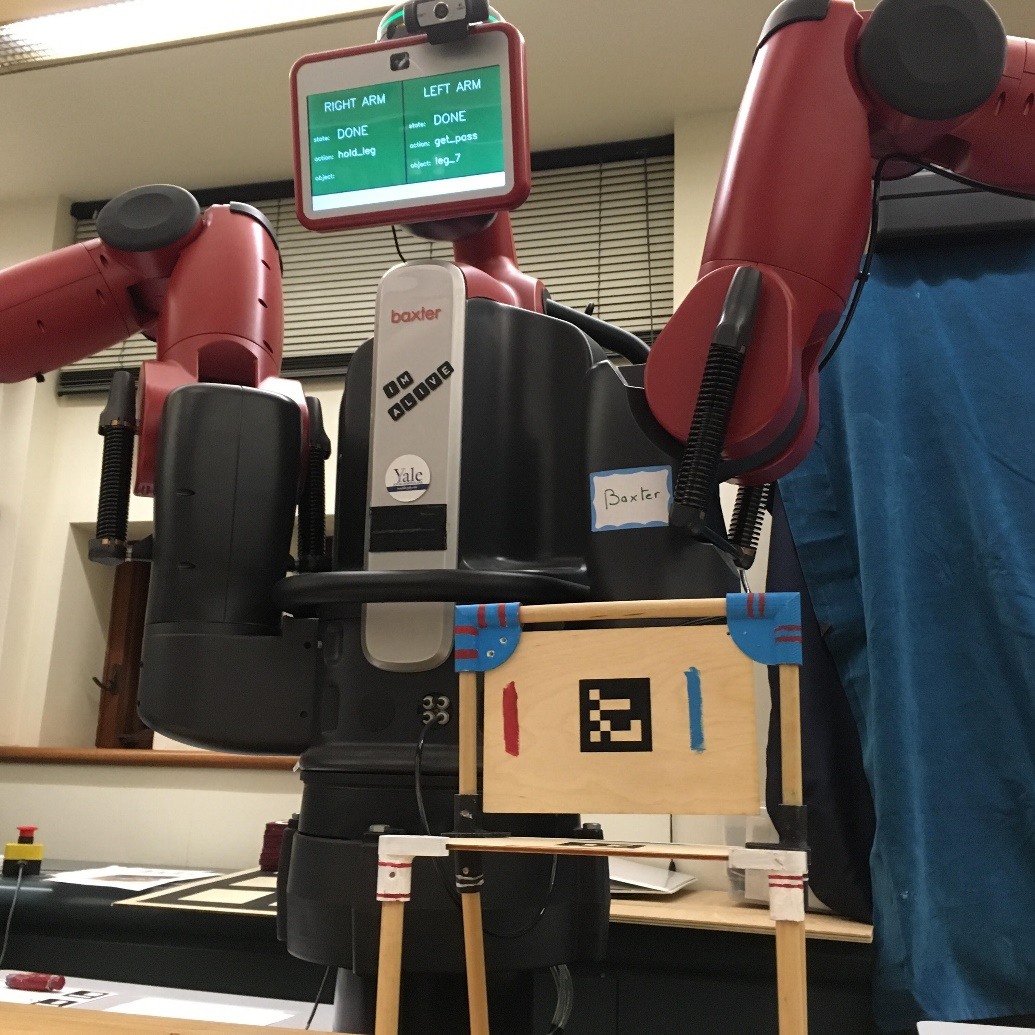 RIGHT ARM
state: DONE
action: hold_leg
object:
LEFT ARM
state: DONE
action: get_pass
object: leg_7
baxter
IM
ALIVE
Yale
Baxter